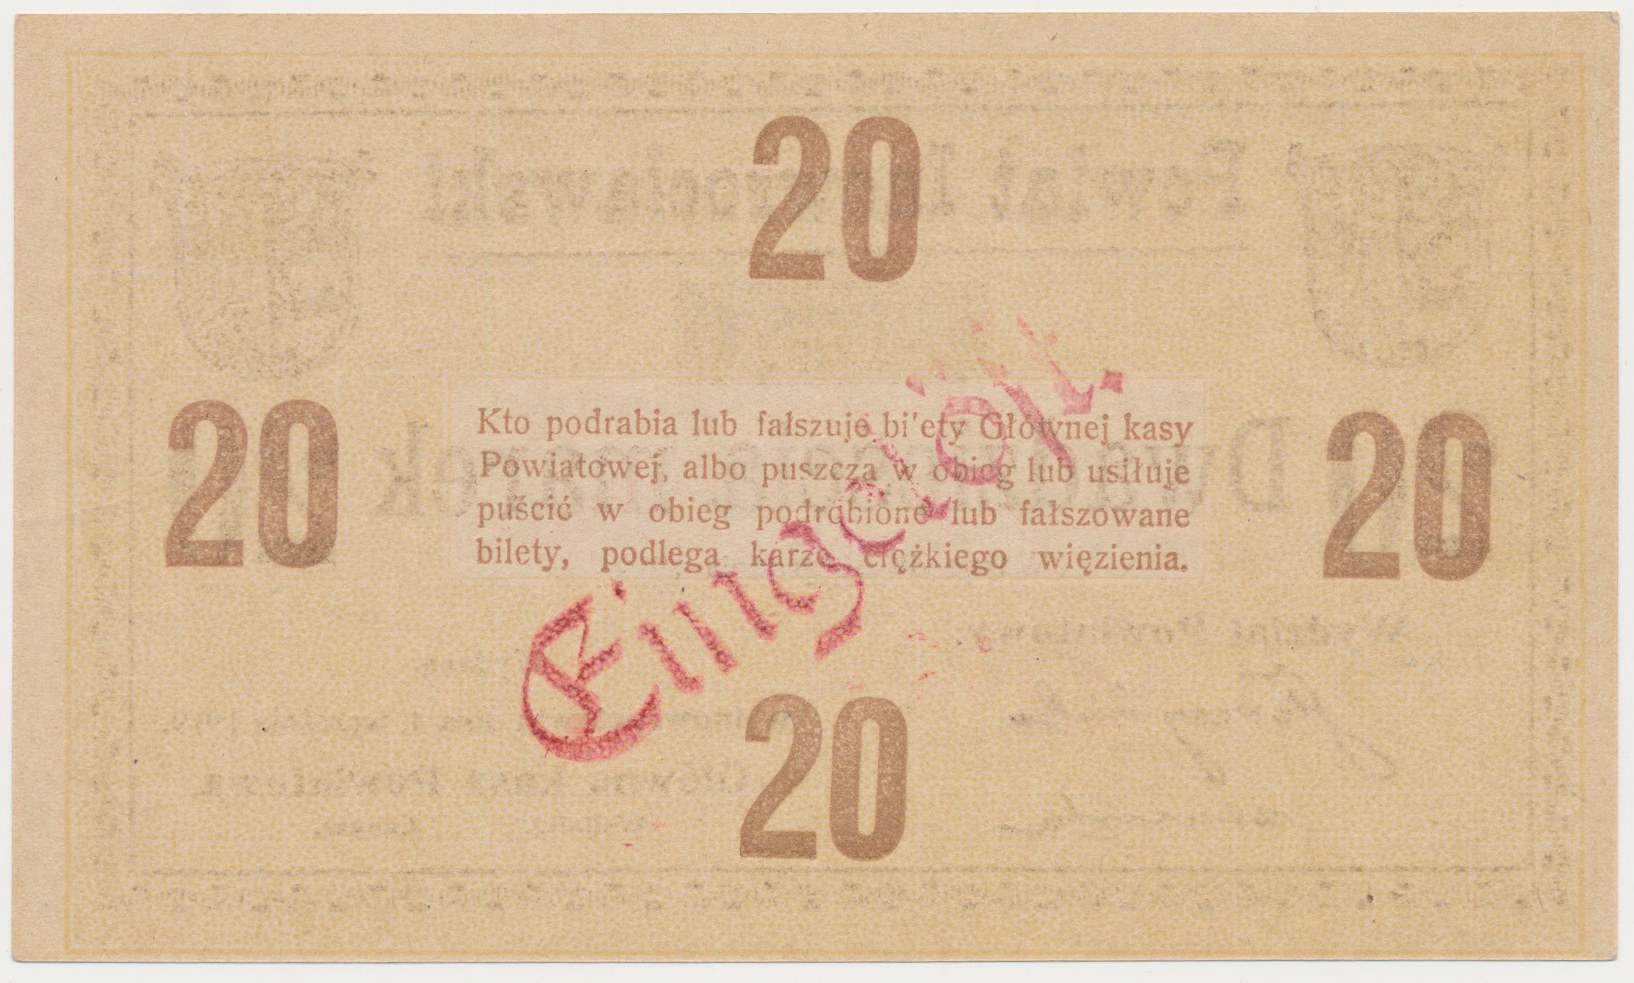 20
20
20
Kto podrabia lub fałszuje bi'ety Głównej kasy
Powiatowej, albo puszcza w obieg lub usiłuje
puścić w obieg podrabione lub fałszowane
bilety, podlega karze ciężkiego więzienia.
Eingelöst.
20